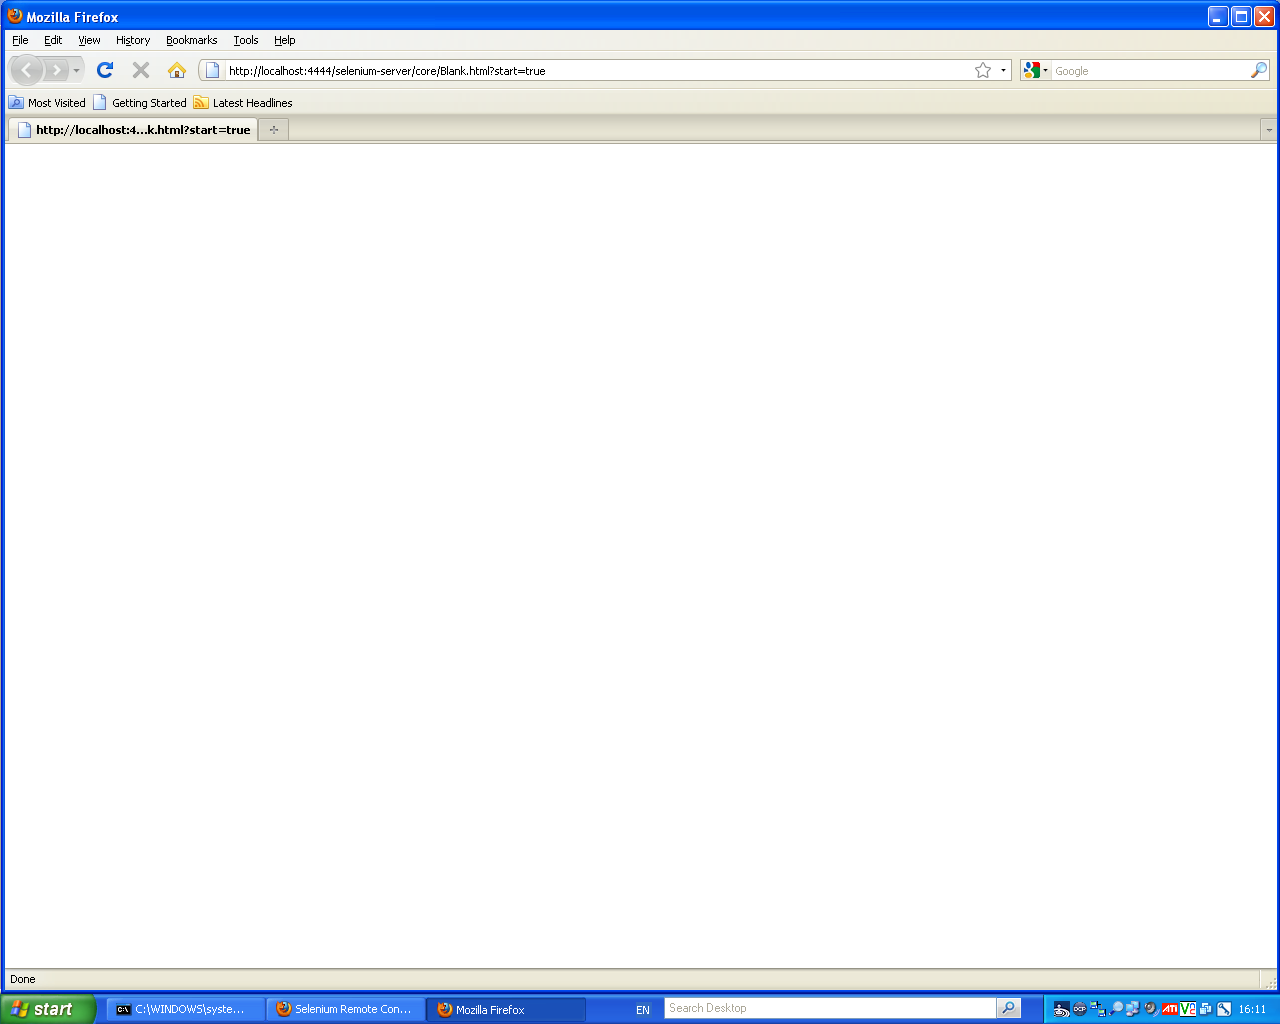 Mozilla Firefox
File Edit View History Bookmarks Tools Help
http://localhost:4444/selenium-server/core/Blank.html?start=true
Google
Most Visited Getting Started Latest Headlines
http://localhost:4...k.html?start=true
Done
start C:\WINDOWS\syste... Selenium Remote Con... Mozilla Firefox EN Search Desktop ATI 16:11